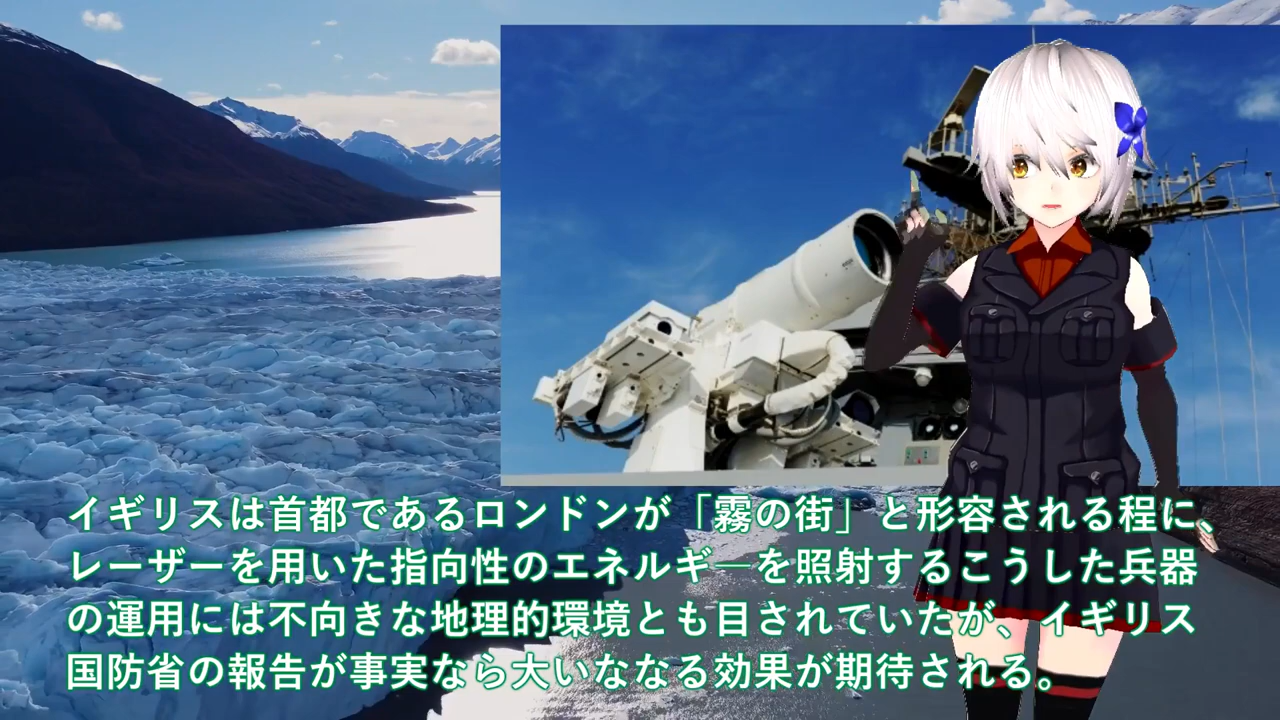 イギリスは首都であるロンドンが「霧の街」と形容される程に、
レーザーを用いた指向性のエネルギ―を照射するこうした兵器
の運用には不向きな地理的環境とも目されていたが、イギリス
国防省の報告が事実なら大いななる効果が期待される。